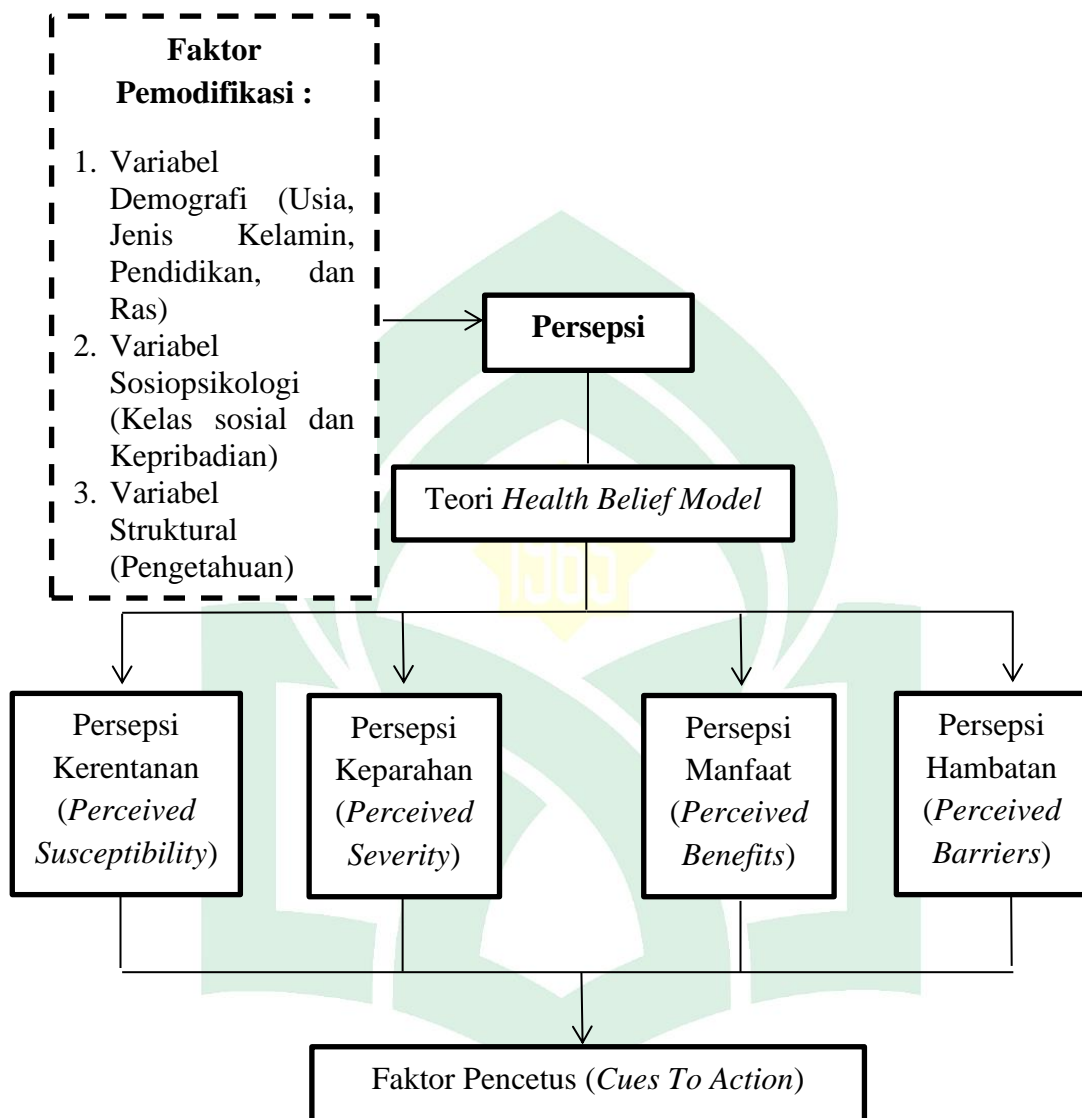 Faktor
Pemodifikasi :
1. Variabel
Demografi (Usia,
Jenis Kelamin,
Pendidikan, dan
Ras)
2. Variabel
Sosiopsikologi
(Kelas sosial dan
Kepribadian)
3. Variabel
Struktural
(Pengetahuan)
Persepsi
Teori Health Belief Model
1965
Persepsi
Kerentanan
(Perceived
Susceptibility)
Persepsi
Keparahan
(Perceived
Severity)
Persepsi
Manfaat
(Perceived
Benefits)
Persepsi
Hambatan
(Perceived
Barriers)
Faktor Pencetus (Cues To Action)